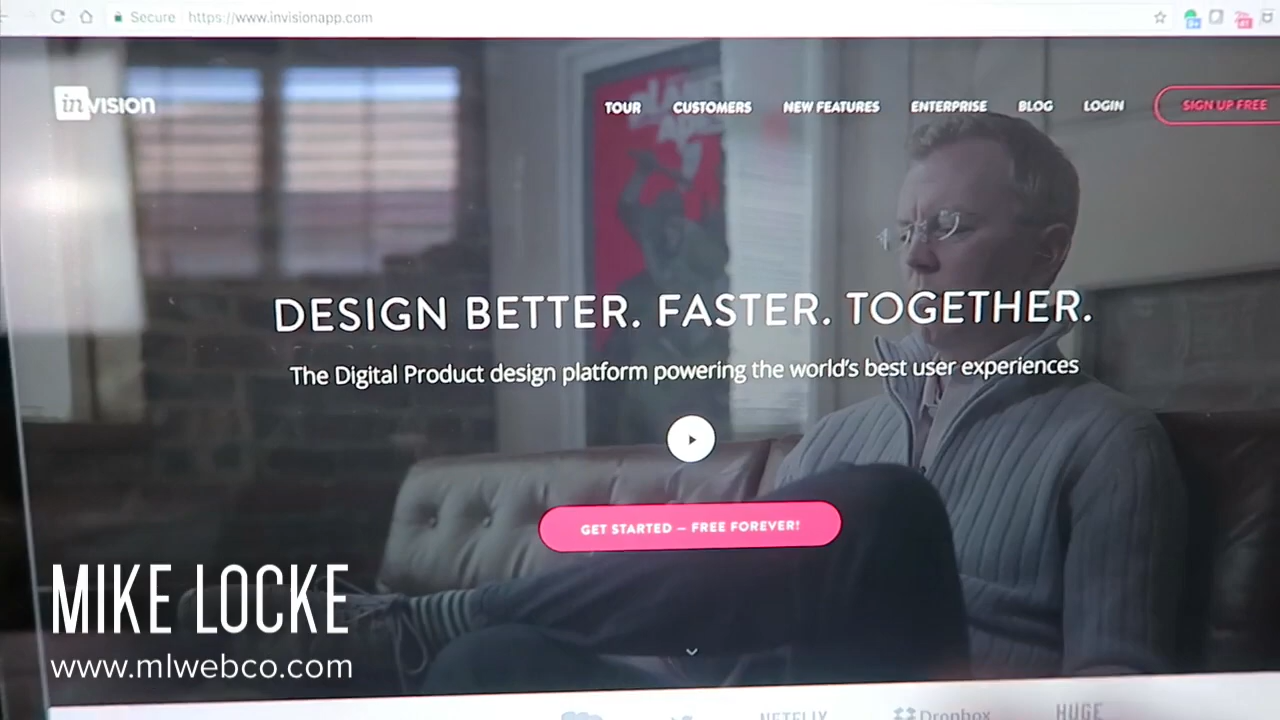 Secure https://www.invisionapp.com
in VISION
TOUR CUSTOMERS NEW FEATURES ENTERPRISE BLOG LOGIN SIGN UP FREE
DESIGN BETTER. FASTER. TOGETHER.
The Digital Product design platform powering the world's best user experiences
GET STARTED – FREE FOREVER!
MIKE LOCKE
www.mlwebco.com
NETFLIX Dropbox HUGE